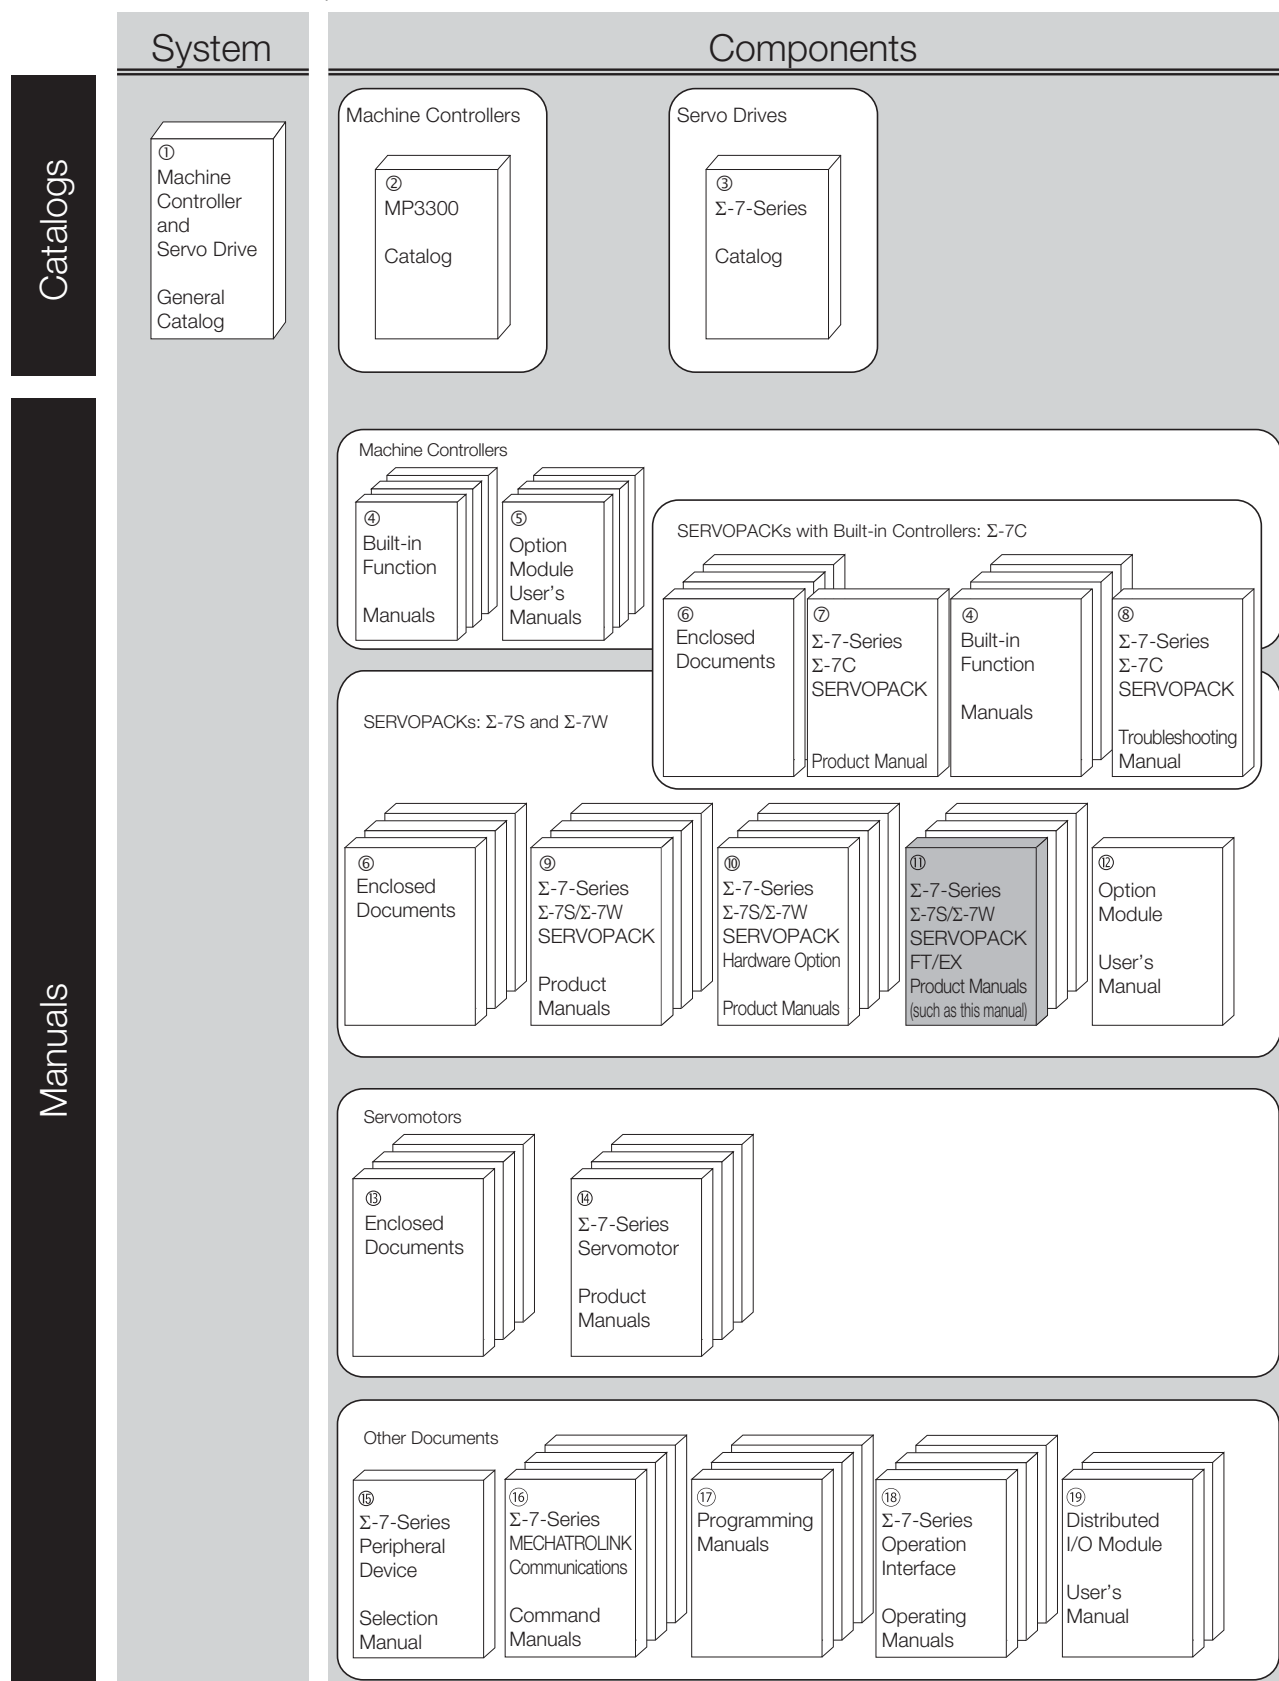 System
Components
Catalogs
①
Machine
Controller
and
Servo Drive
General
Catalog
Machine Controllers
②
MP3300
Catalog
Servo Drives
③
Σ-7-Series
Catalog
Manuals
Machine Controllers
④
Built-in
Function
Manuals
⑤
Option
Module
User's
Manuals
SERVOPACKs with Built-in Controllers: Σ-7C
⑥
Enclosed
Documents
⑦
Σ-7-Series
Σ-7C
SERVOPACK
Product Manual
④
Built-in
Function
Manuals
⑧
Σ-7-Series
Σ-7C
SERVOPACK
Troubleshooting
Manual
SERVOPACKs: Σ-7S and Σ-7W
⑥
Enclosed
Documents
⑨
Σ-7-Series
Σ-7S/Σ-7W
SERVOPACK
Product
Manuals
⑩
Σ-7-Series
Σ-7S/Σ-7W
SERVOPACK
Hardware Option
Product Manuals
⑪
Σ-7-Series
Σ-7S/Σ-7W
SERVOPACK
FT/EX
Product Manuals
(such as this manual)
⑫
Option
Module
User's
Manual
Servomotors
⑬
Enclosed
Documents
⑭
Σ-7-Series
Servomotor
Product
Manuals
Other Documents
⑮
Σ-7-Series
Peripheral
Device
Selection
Manual
⑯
Σ-7-Series
MECHATROLINK
Communications
Command
Manuals
⑰
Programming
Manuals
⑱
Σ-7-Series
Operation
Interface
Operating
Manuals
⑲
Distributed
I/O Module
User's
Manual